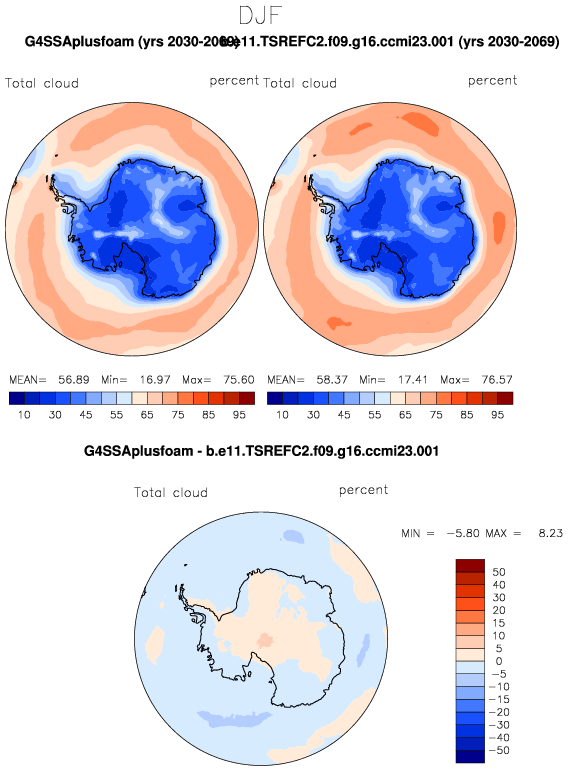 DJF
G4SSAplusfoam (yrs 2030-2069) b.e11.TSREFC2.f09.g16.ccmi23.001 (yrs 2030-2069)
Total cloud percent Total cloud percent
MEAN= 56.89 Min= 16.97 Max= 75.60 MEAN= 58.37 Min= 17.41 Max= 76.57
10 30 45 55 65 75 85 95 10 30 45 55 65 75 85 95
G4SSAplusfoam - b.e11.TSREFC2.f09.g16.ccmi23.001
Total cloud percent
MIN = -5.80 MAX = 8.23
50
40
30
20
15
10
5
0
-5
-10
-15
-20
-30
-40
-50